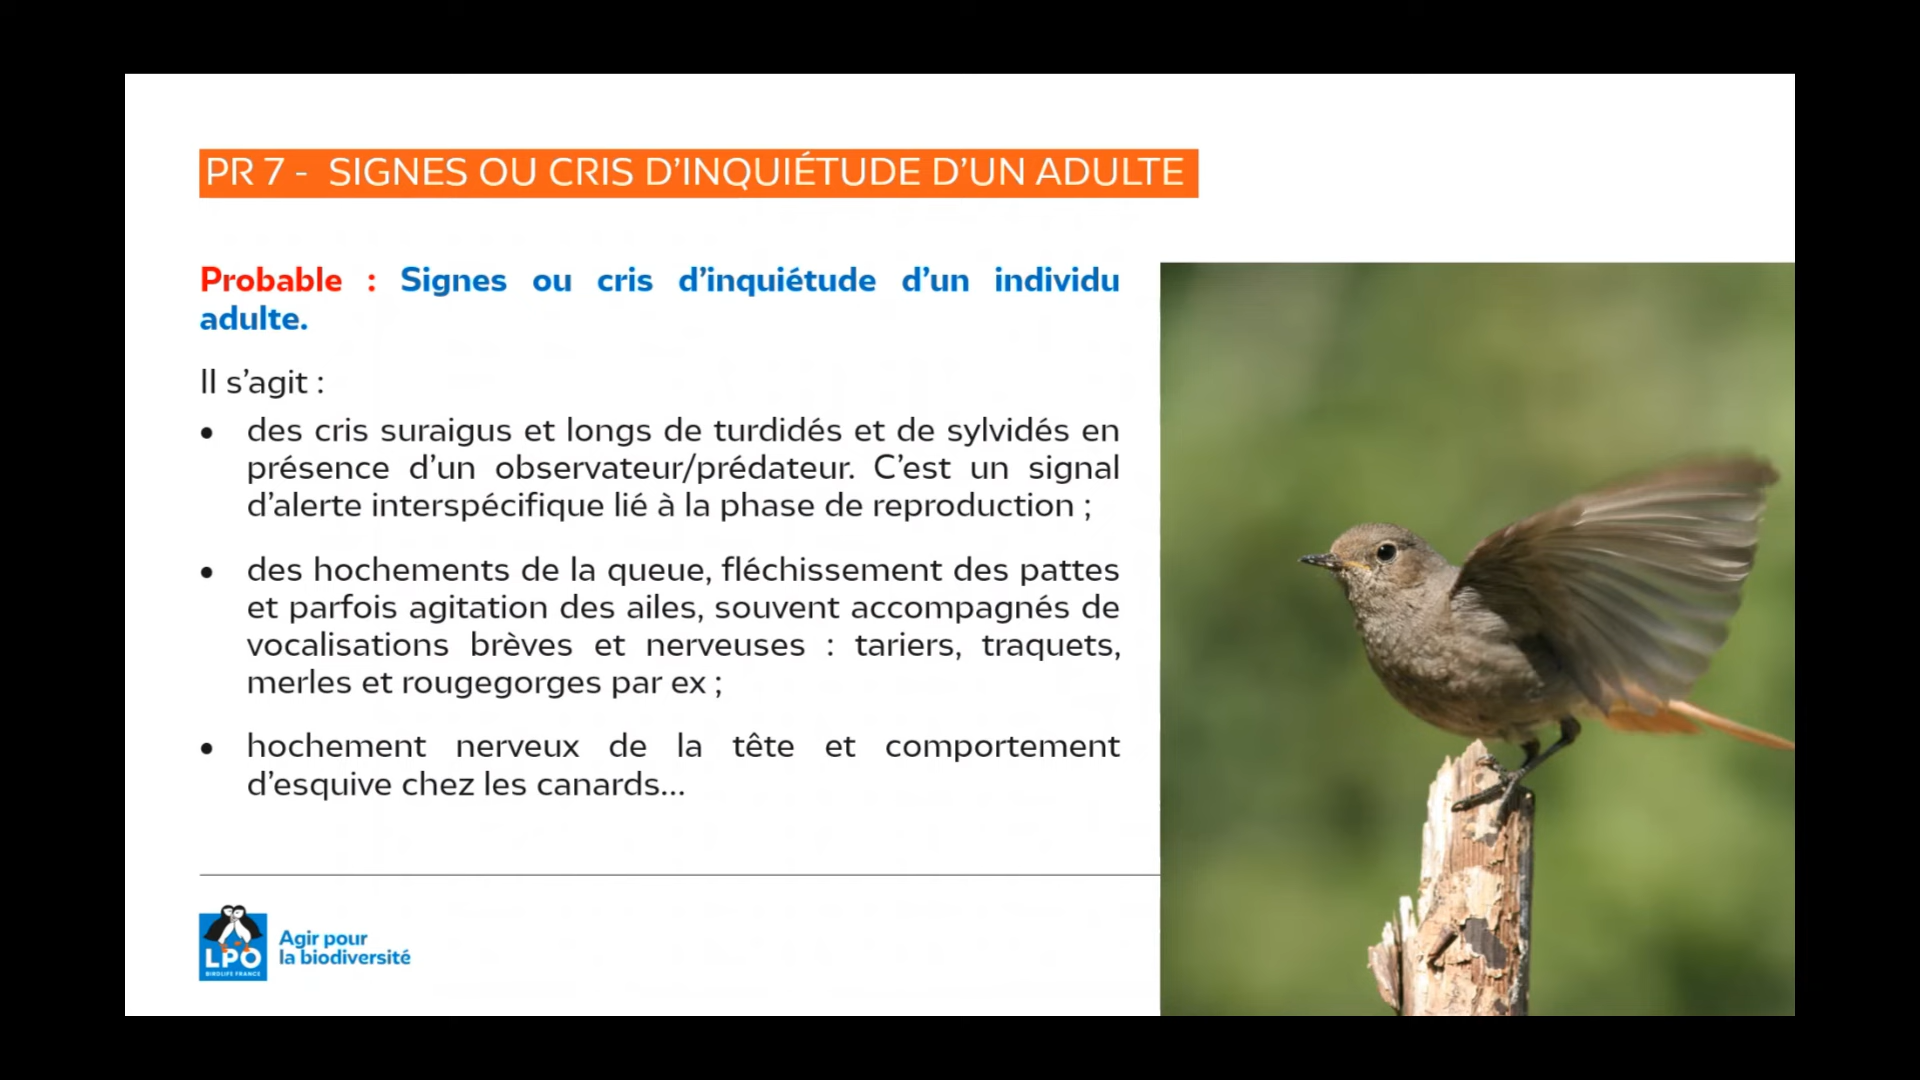 PR 7 - SIGNES OU CRIS D’INQUIÉTUDE D’UN ADULTE
Probable : Signes ou cris d’inquiétude d’un individu
adulte.
Il s’agit :
• des cris suraigus et longs de turdidés et de sylvidés en
présence d’un observateur/prédateur. C’est un signal
d’alerte interspécifique lié à la phase de reproduction ;
• des hochements de la queue, fléchissement des pattes
et parfois agitation des ailes, souvent accompagnés de
vocalisations brèves et nerveuses : tariers, traquets,
merles et rougegorges par ex ;
• hochement nerveux de la tête et comportement
d’esquive chez les canards...
LPO
BIRDLIFE FRANCE
Agir pour
la biodiversité